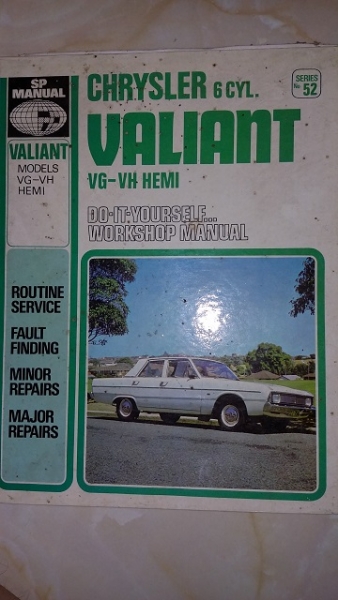 SP
MANUAL
VALIANT
MODELS
VG-VH
HEMI
ROUTINE
SERVICE
FAULT
FINDING
MINOR
REPAIRS
MAJOR
REPAIRS
CHRYSLER 6 CYL.
SERIES
No. 52
VALIANT
VG-VH HEMI
DO-IT-YOURSELF...
WORKSHOP MANUAL